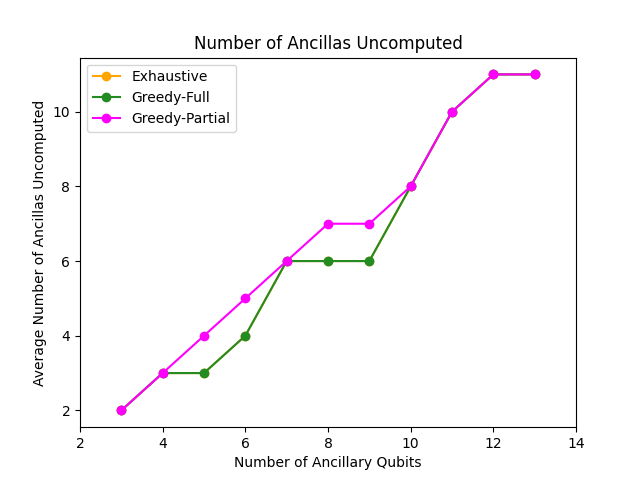 Number of Ancillas Uncomputed
Exhaustive
Greedy-Full
Greedy-Partial
Average Number of Ancillas Uncomputed
10
8
6
4
2
2 4 6 8 10 12 14
Number of Ancillary Qubits